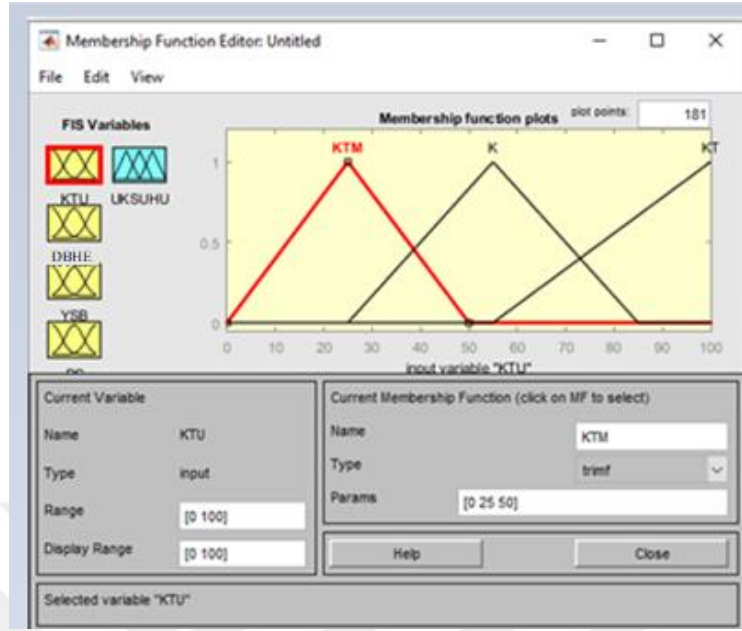 Membership Function Editor: Untitled
File Edit View
FIS Variables
KTU UKSUHU
DBHE
YSB
Membership function plots plot points: 181
KTM K KT
1
0.5
0
0 10 20 30 40 50 60 70 80 90 100
input variable "KTU"
Current Variable
Name KTU
Type input
Range [0 100]
Display Range [0 100]
Current Membership Function (click on MF to select)
Name KTM
Type trimf
Params [0 25 50]
Help Close
Selected variable "KTU"